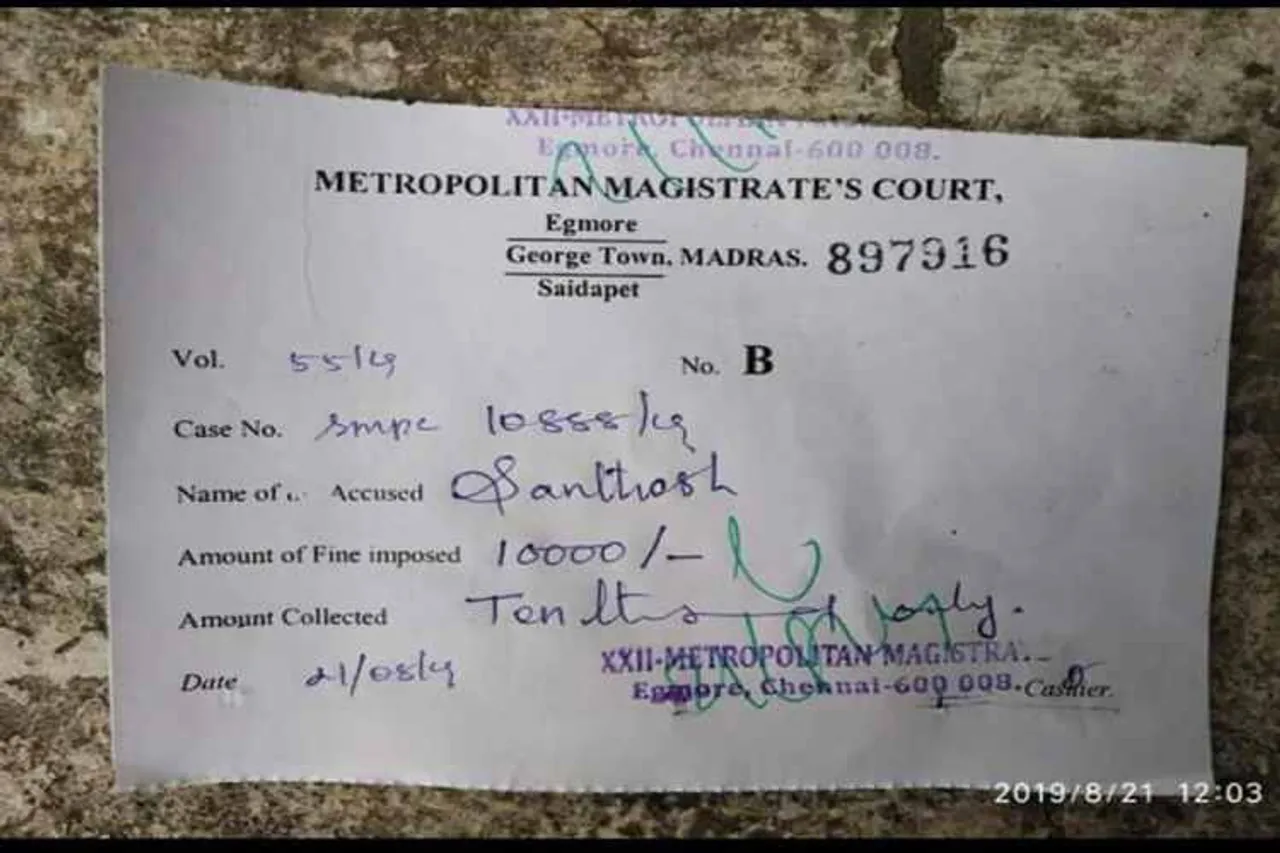 XXII-METROPOLITAN
Egmore, Chennai-600 008.
METROPOLITAN MAGISTRATE'S COURT,
Egmore
George Town, MADRAS. 897916
Saidapet
Vol. 55/19
No. B
Case No. smpc 10888/19
Name of Accused Santhosh
Amount of Fine imposed 10000/-
Amount Collected Ten only.
Date 21/08/19
XXII-METROPOLITAN MAGISTRA
Egmore, Chennai-600 008. Cashier.
2019/8/21 12:03